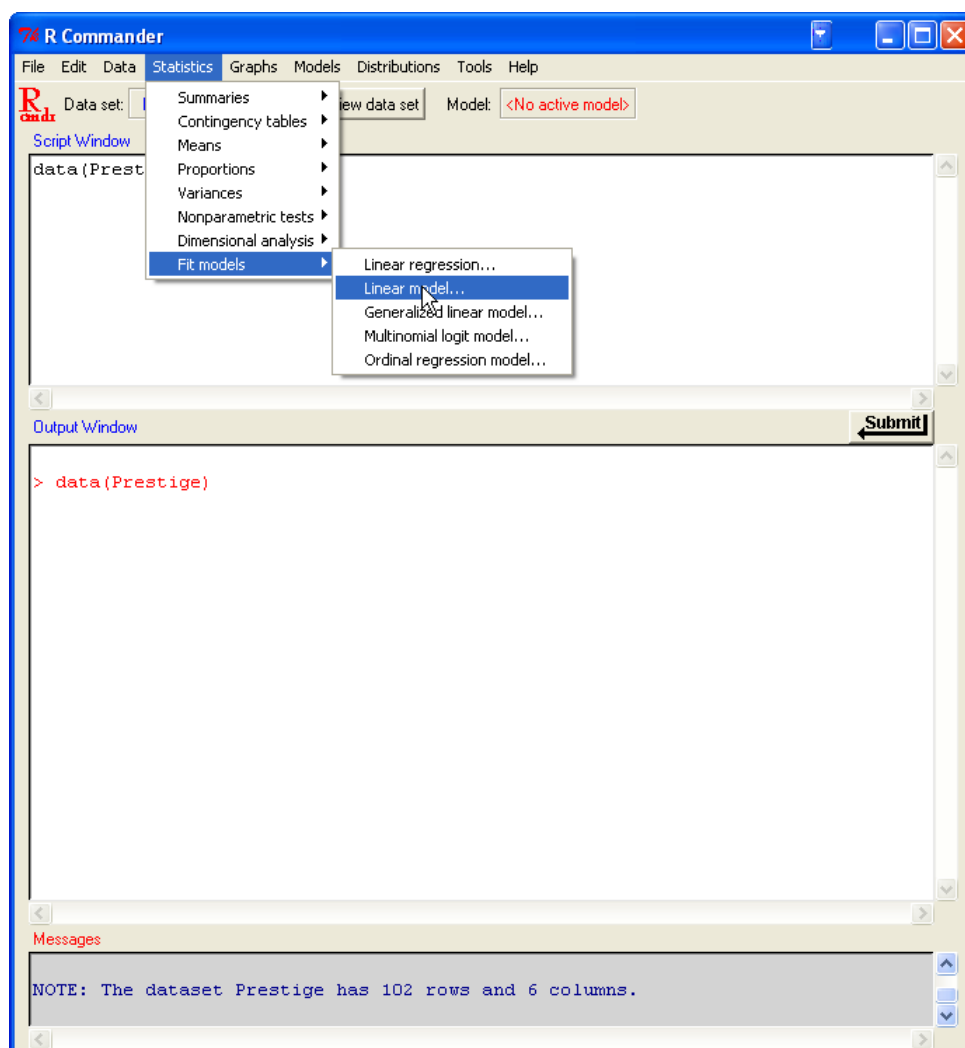 R Commander
File Edit Data Statistics Graphs Models Distributions Tools Help
Rcmdr Data set: view data set Model: <No active model>
Summaries
Contingency tables
Means
Proportions
Variances
Nonparametric tests
Dimensional analysis
Fit models
Linear regression...
Linear model...
Generalized linear model...
Multinomial logit model...
Ordinal regression model...
Script Window
data(Prest
Output Window Submit
> data(Prestige)
Messages
NOTE: The dataset Prestige has 102 rows and 6 columns.